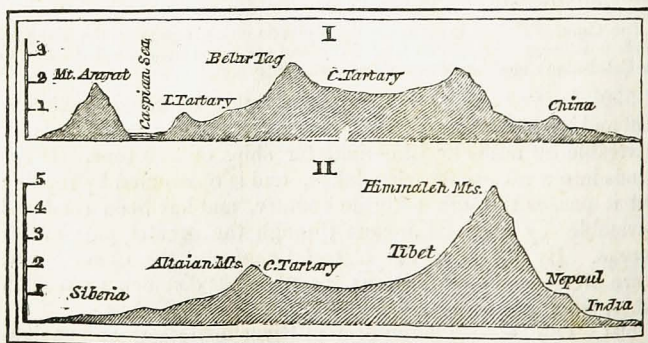 I
3
2
1
Mt. Ararat
Caspian Sea
I. Tartary
Belur Tag
C. Tartary
China
II
5
4
3
2
1
Siberia
Altaian Mts.
C. Tartary
Tibet
Himmaleh Mts.
Nepaul
India